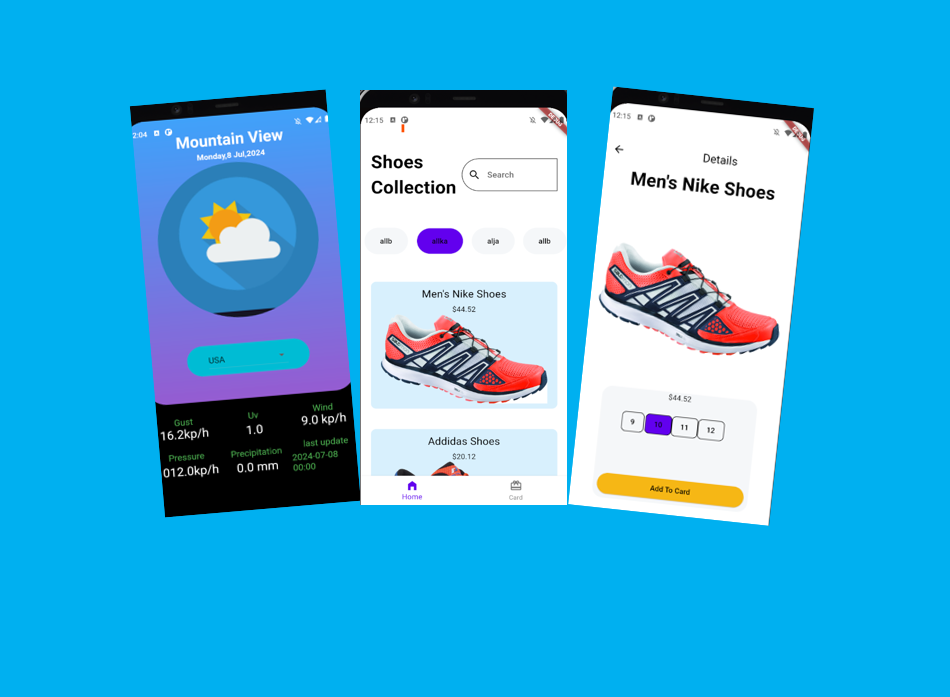 2:04
Mountain View
Monday,8 Jul,2024
USA
Gust
16.2kp/h
Uv
1.0
Wind
9.0 kp/h
Pressure
012.0kp/h
Precipitation
0.0 mm
last update
2024-07-08
00:00
12:15
Shoes
Collection
Search
allb
allka
alja
allb
Men's Nike Shoes
$44.52
Addidas Shoes
$20.12
Home
Card
12:15
Details
Men's Nike Shoes
$44.52
9
10
11
12
Add To Card